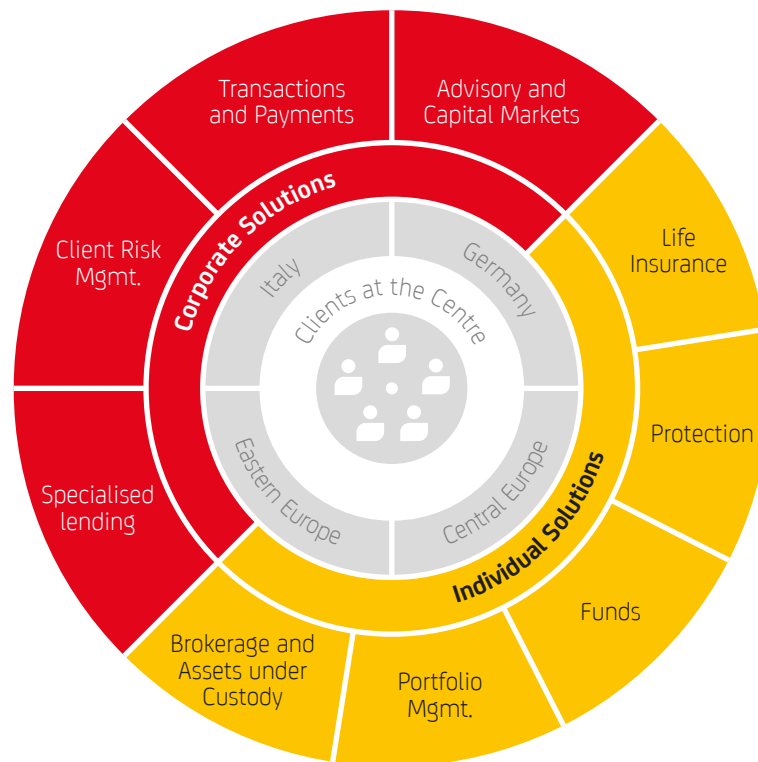 Transactions
and Payments
Advisory and
Capital Markets
Client Risk
Mgmt.
Corporate Solutions
Life
Insurance
Italy
Germany
Clients at the Centre
Specialised
lending
Eastern Europe
Central Europe
Protection
Individual Solutions
Funds
Brokerage and
Assets under
Custody
Portfolio
Mgmt.